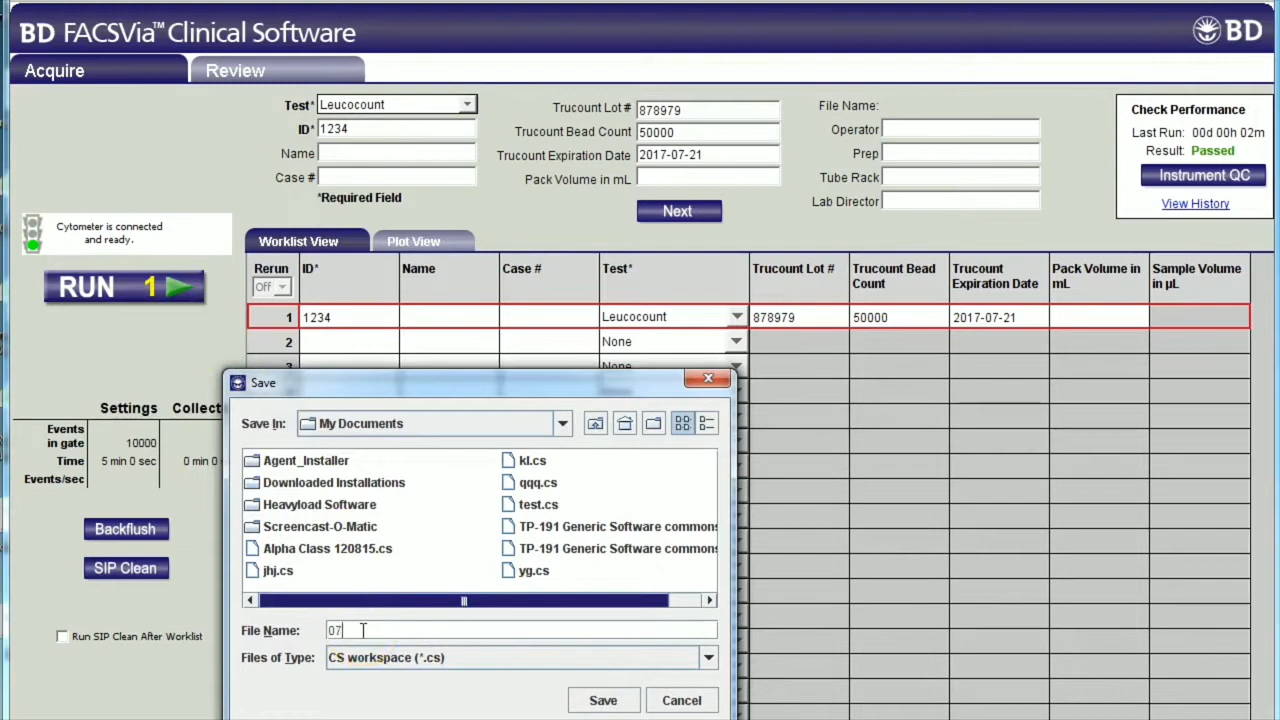 BD FACSVia™ Clinical Software
BD
Acquire
Review
Test* Leucocount
ID* 1234
Name
Case #
*Required Field
Trucount Lot # 878979
Trucount Bead Count 50000
Trucount Expiration Date 2017-07-21
Pack Volume in mL
Next
File Name:
Operator
Prep
Tube Rack
Lab Director
Check Performance
Last Run: 00d 00h 02m
Result: Passed
Instrument QC
View History
Cytometer is connected
and ready.
RUN 1
Worklist View
Plot View
Rerun ID* Name Case # Test* Trucount Lot # Trucount Bead Count Trucount Expiration Date Pack Volume in mL Sample Volume in µL
Off
1 1234 Leucocount 878979 50000 2017-07-21
2 None
3 None
Settings Collect
Events
in gate 10000
Time 5 min 0 sec 0 min 0
Events/sec
Backflush
SIP Clean
Run SIP Clean After Worklist
Save
Save In: My Documents
Agent_Installer
Downloaded Installations
Heavyload Software
Screencast-O-Matic
Alpha Class 120815.cs
jhj.cs
kl.cs
qqq.cs
test.cs
TP-191 Generic Software commons
TP-191 Generic Software commons
yg.cs
File Name: 07
Files of Type: CS workspace (*.cs)
Save
Cancel